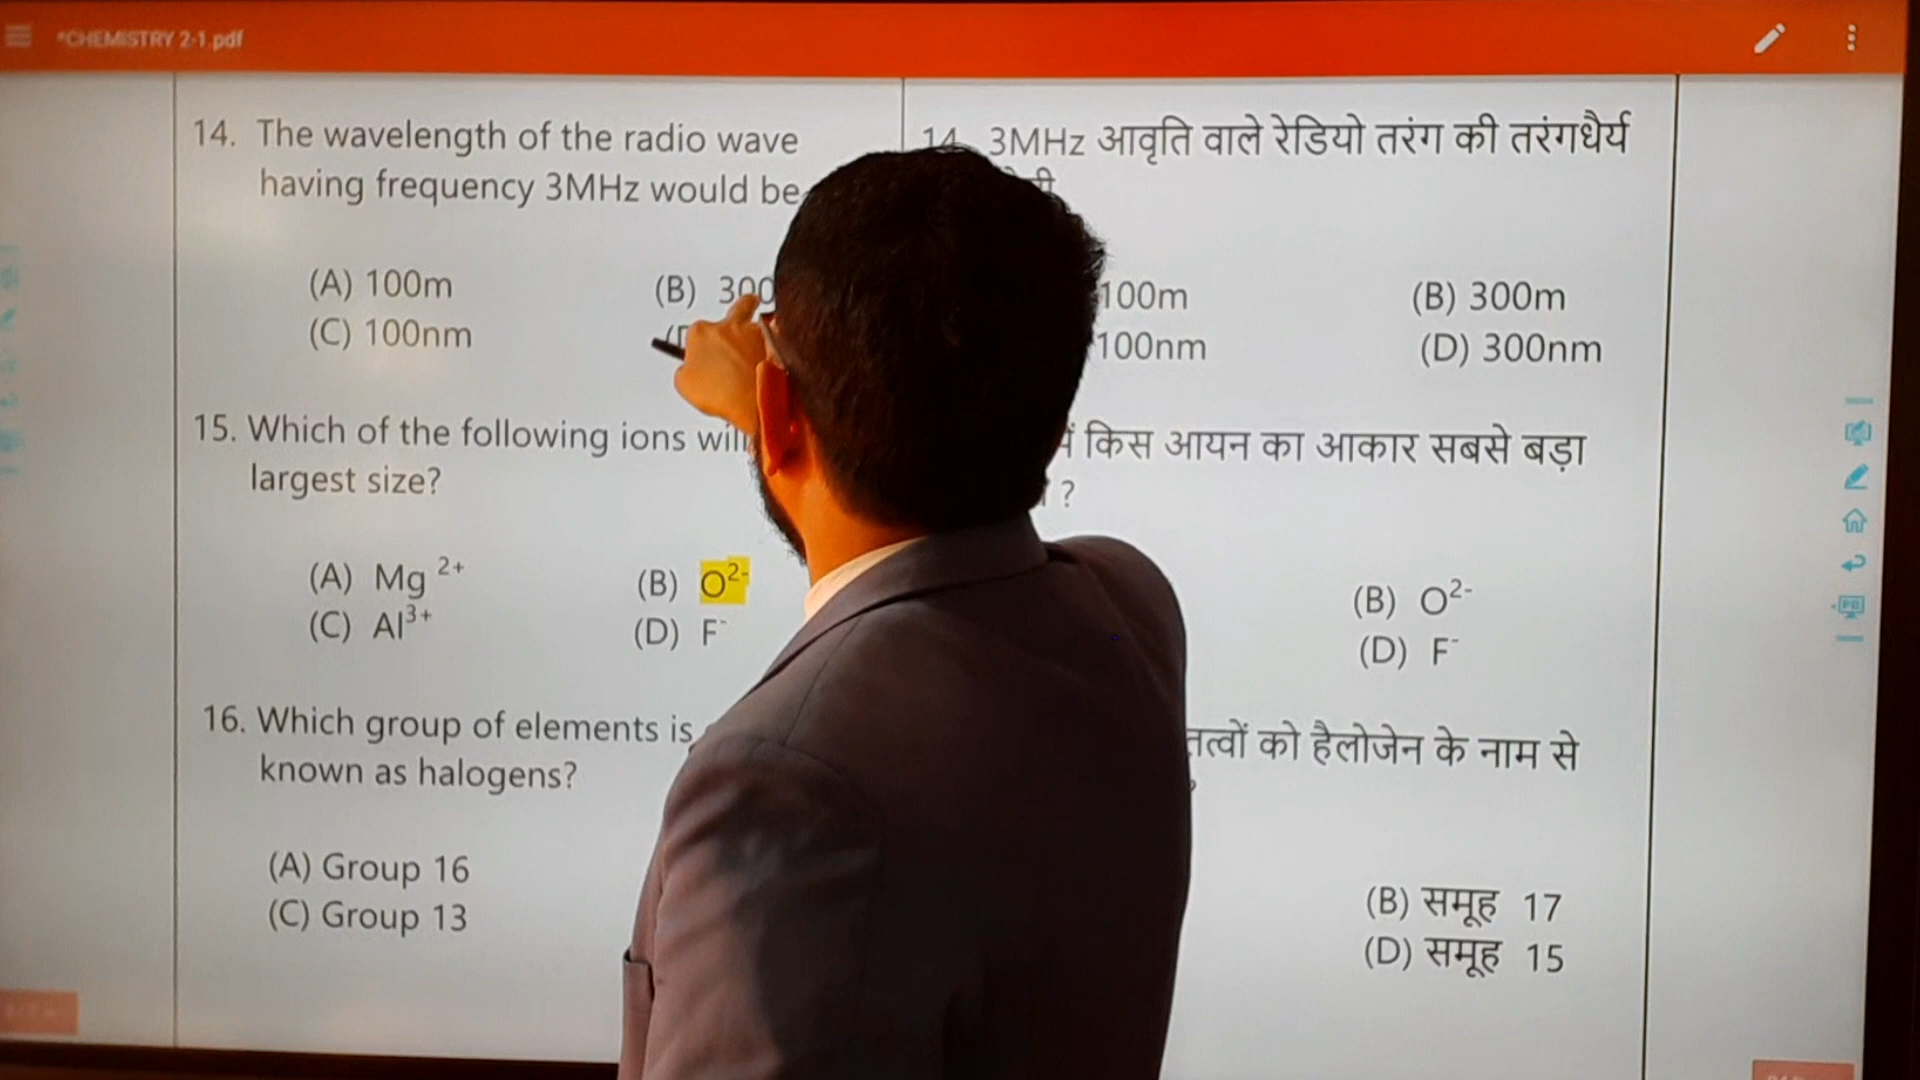 *CHEMISTRY 2-1.pdf
14. The wavelength of the radio wave
having frequency 3MHz would be
(A) 100m (B) 300
(C) 100nm
15. Which of the following ions will
largest size?
(A) Mg 2+ (B) O2-
(C) Al3+ (D) F-
16. Which group of elements is
known as halogens?
(A) Group 16
(C) Group 13
14. 3MHz आवृति वाले रेडियो तरंग की तरंगधैर्य
100m (B) 300m
100nm (D) 300nm
किस आयन का आकार सबसे बड़ा
?
(B) O2-
(D) F-
तत्वों को हैलोजेन के नाम से
(B) समूह 17
(D) समूह 15